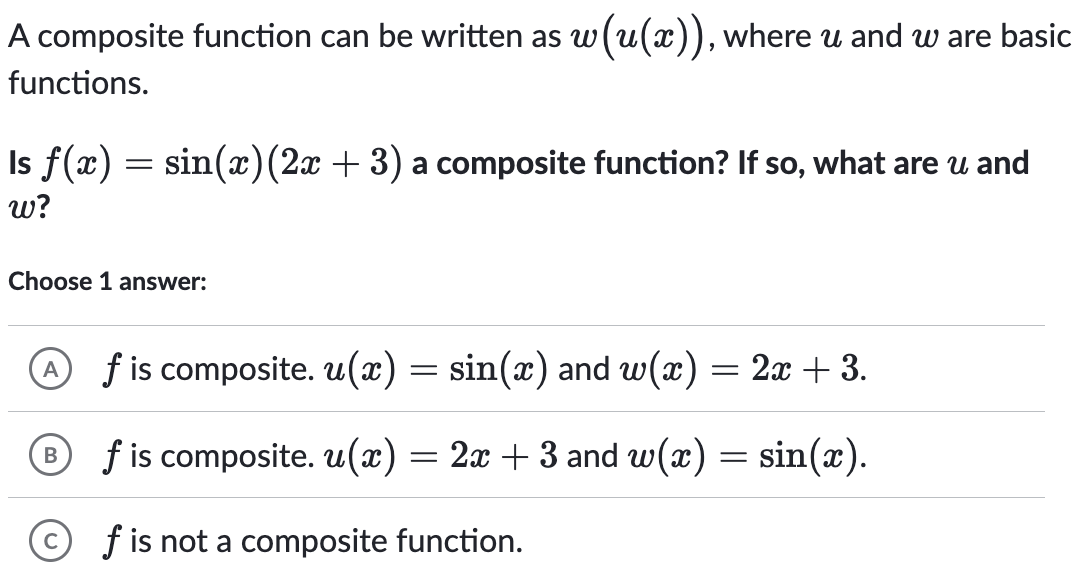 A composite function can be written as w(u(x)), where u and w are basic
functions.
Is f(x) = sin(x)(2x + 3) a composite function? If so, what are u and
w?
Choose 1 answer:
A f is composite. u(x) = sin(x) and w(x) = 2x + 3.
B f is composite. u(x) = 2x + 3 and w(x) = sin(x).
C f is not a composite function.